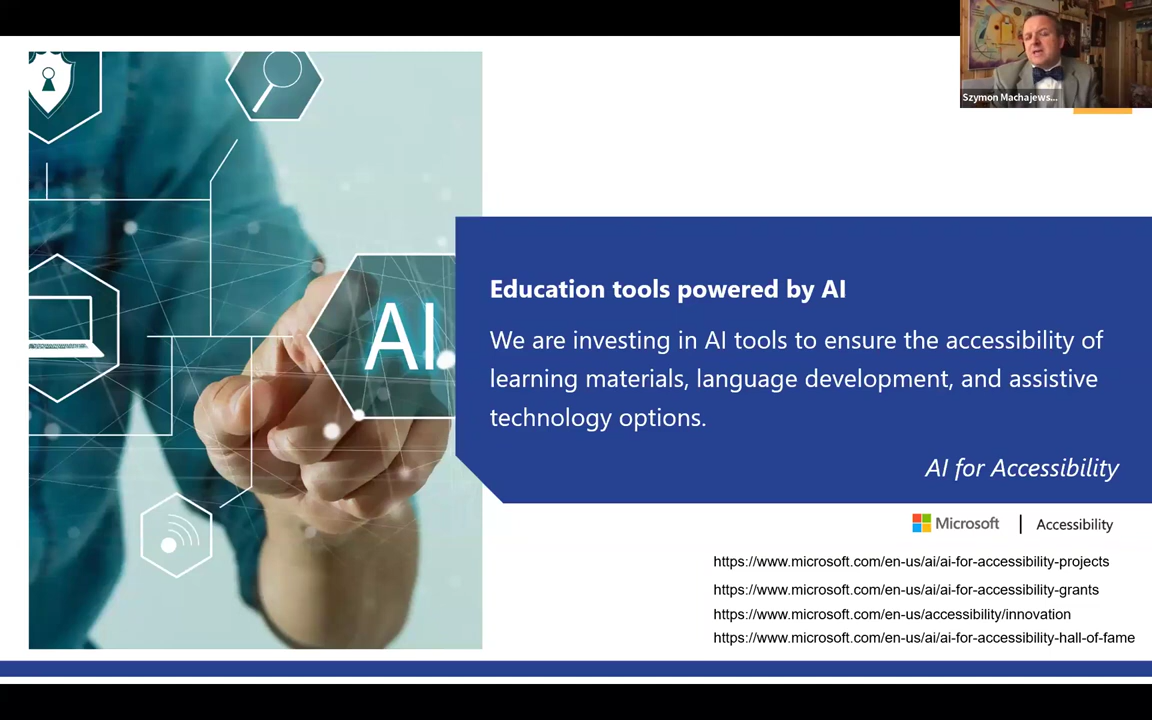 Szymon Machajews...
AI
Education tools powered by AI
We are investing in AI tools to ensure the accessibility of
learning materials, language development, and assistive
technology options.
AI for Accessibility
Microsoft | Accessibility
https://www.microsoft.com/en-us/ai/ai-for-accessibility-projects
https://www.microsoft.com/en-us/ai/ai-for-accessibility-grants
https://www.microsoft.com/en-us/accessibility/innovation
https://www.microsoft.com/en-us/ai/ai-for-accessibility-hall-of-fame